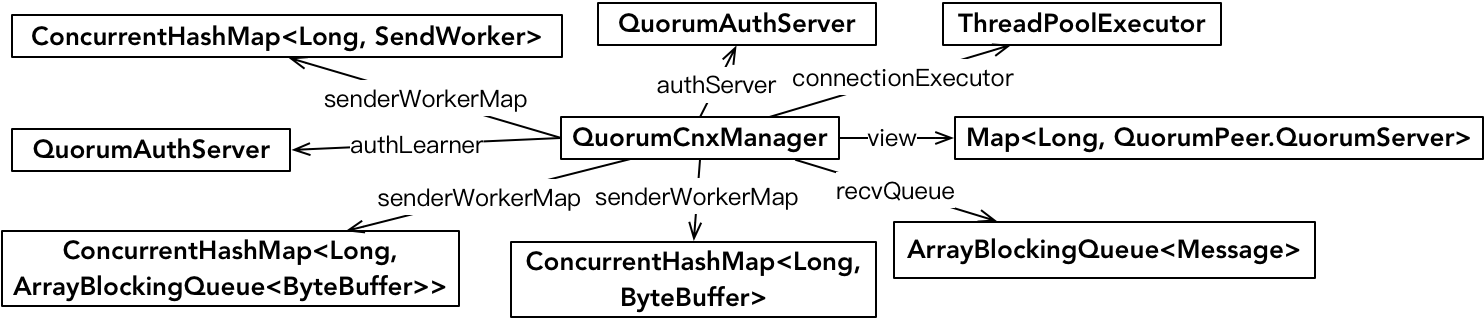 QuorumAuthServer
ThreadPoolExecutor
ConcurrentHashMap<Long, SendWorker>
connectionExecutor
authServer
senderWorkerMap
QuorumCnxManager
view
Map<Long, QuorumPeer.QuorumServer>
authLearner
QuorumAuthServer
senderWorkerMap
senderWorkerMap
recvQueue
ConcurrentHashMap<Long,
ArrayBlockingQueue<ByteBuffer>>
ConcurrentHashMap<Long,
ByteBuffer>
ArrayBlockingQueue<Message>